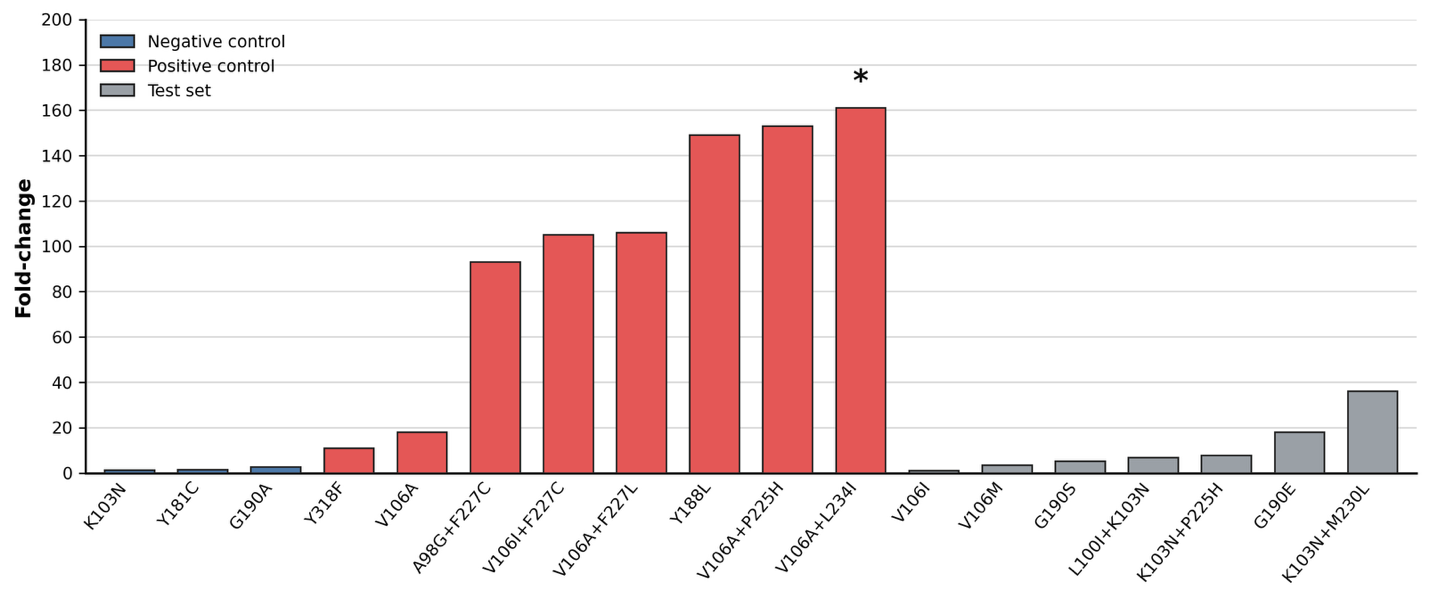 200
180
160
140
120
100
80
60
40
20
0
Fold-change
Negative control
Positive control
Test set
*
K103N
Y181C
G190A
Y318F
V106A
A98G+F227C
V106I+F227C
V106A+F227L
Y188L
V106A+P225H
V106A+L234I
V106I
V106M
G190S
L100I+K103N
K103N+P225H
G190E
K103N+M230L